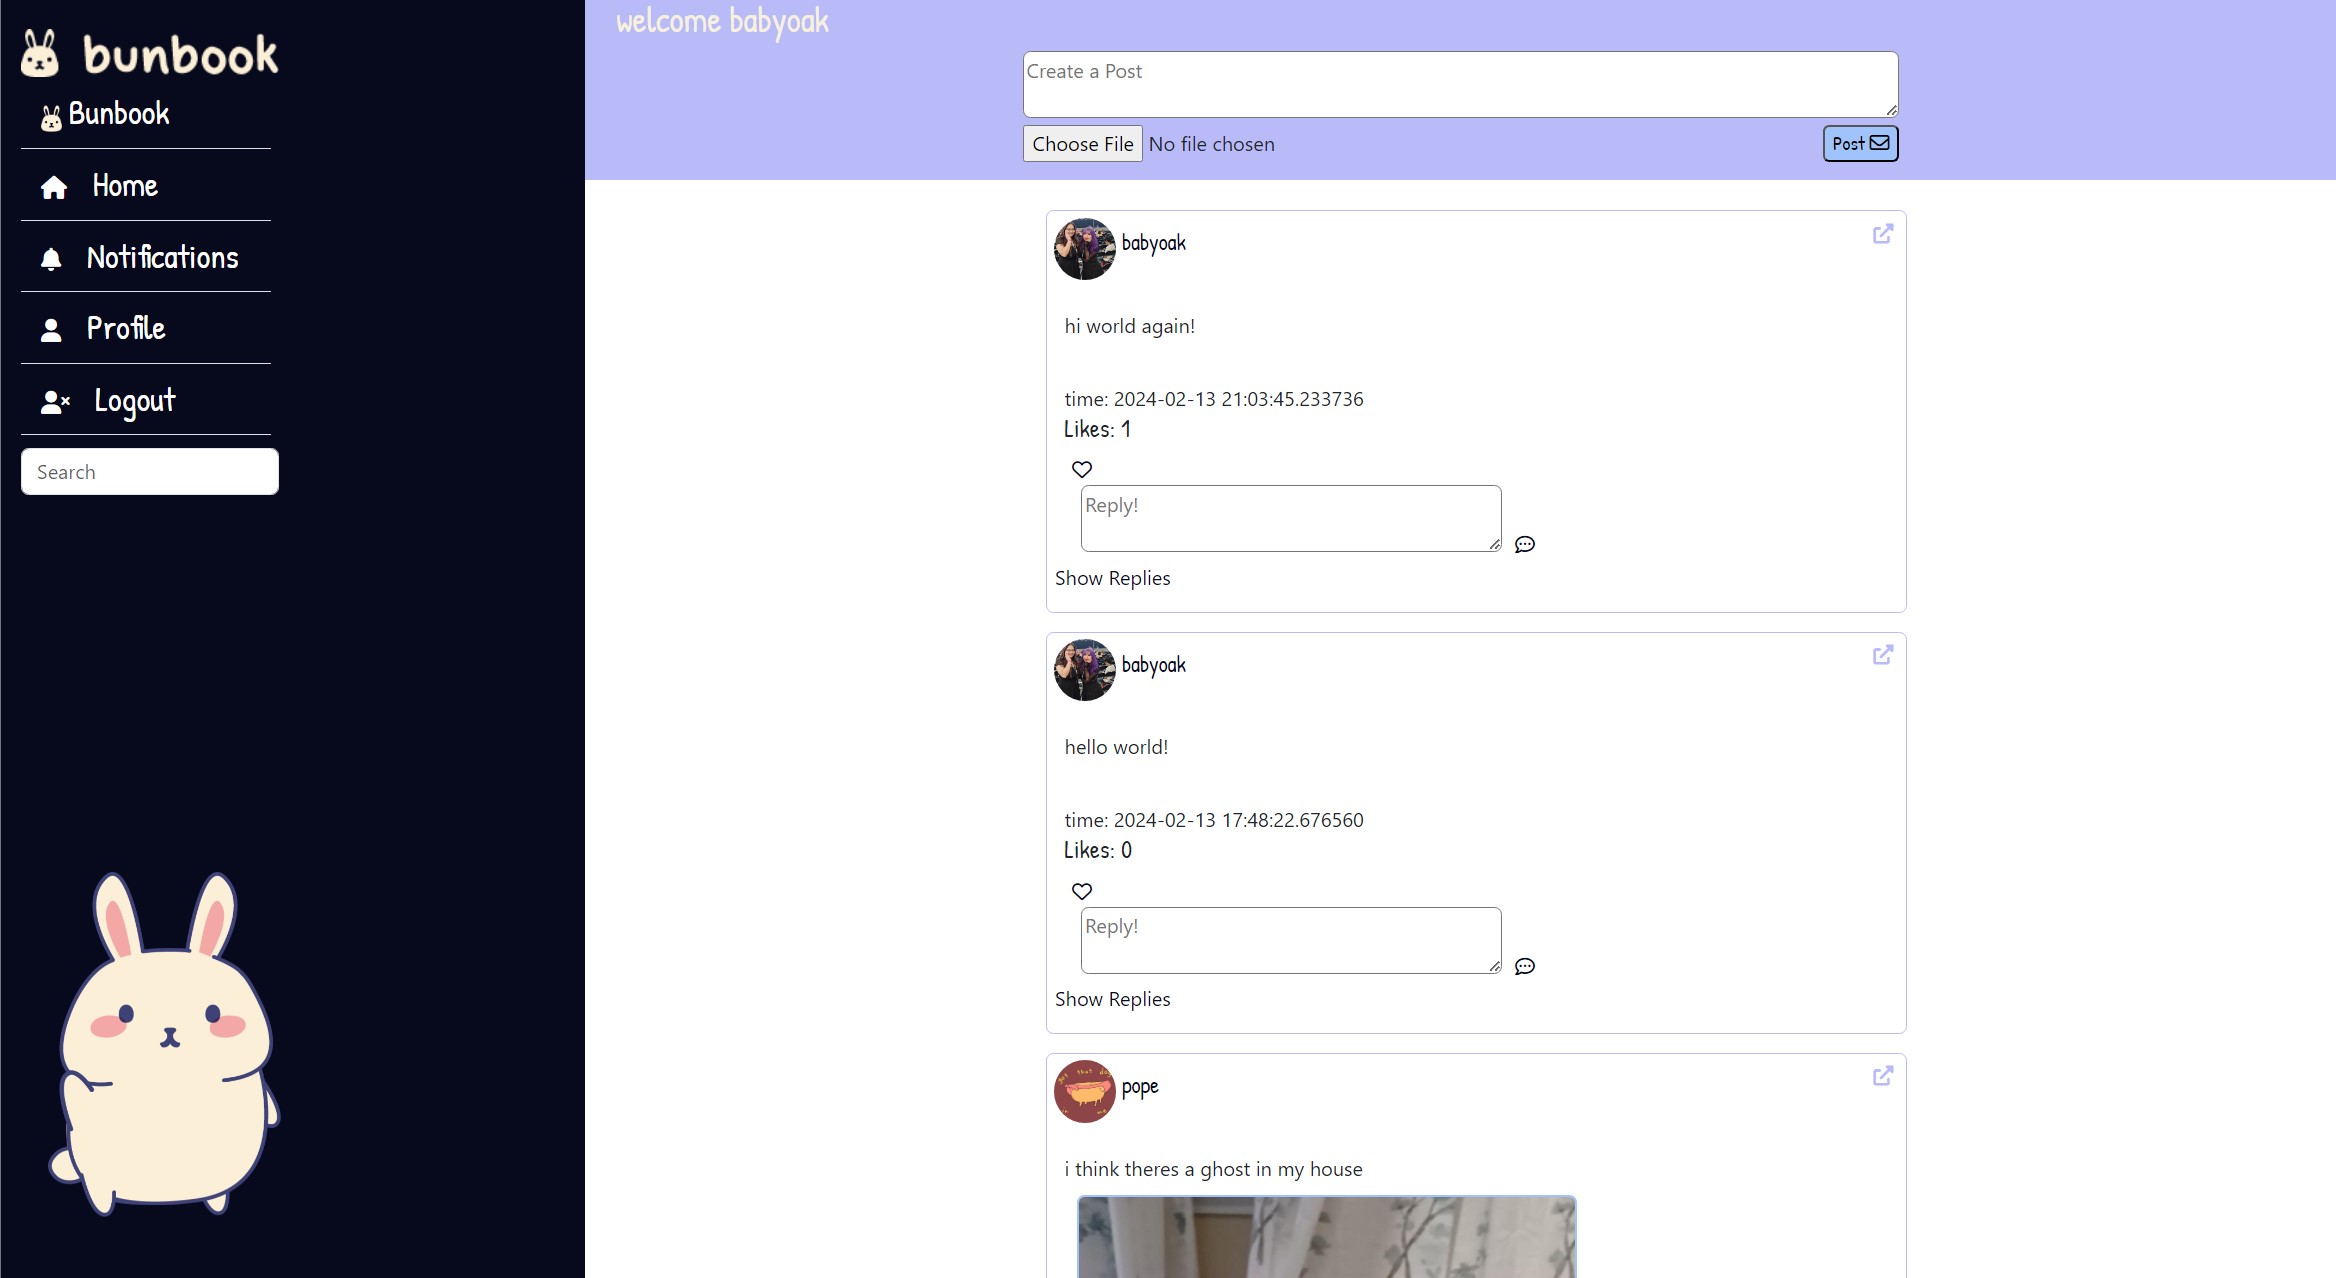 bunbook
Bunbook
Home
Notifications
Profile
Logout
Search
welcome babyoak
Create a Post
Choose File No file chosen
Post
babyoak
hi world again!
time: 2024-02-13 21:03:45.233736
Likes: 1
Reply!
Show Replies
babyoak
hello world!
time: 2024-02-13 17:48:22.676560
Likes: 0
Reply!
Show Replies
pope
i think theres a ghost in my house